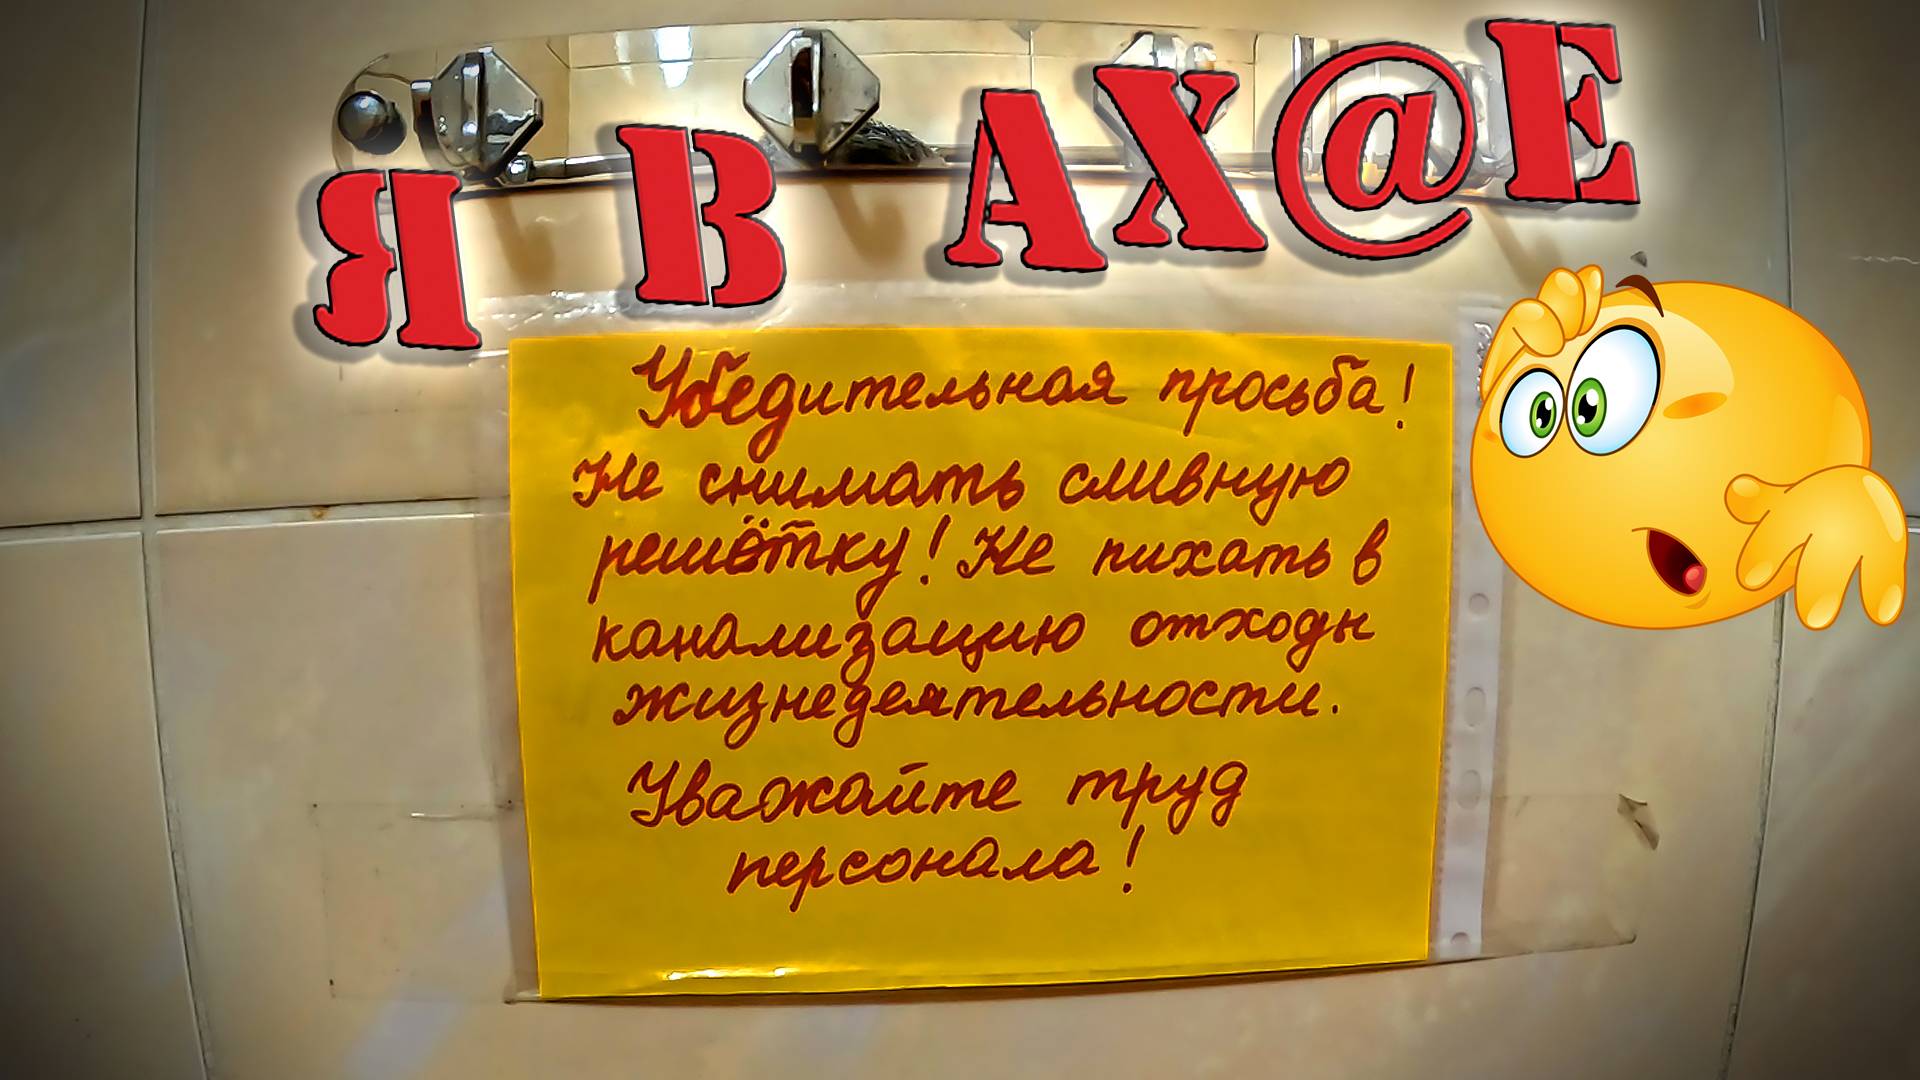 Я В АХ@Е
Убедительная просьба!
Не снимать сливную
решётку! Не пихать в
канализацию отходы
жизнедеятельности.
Уважайте труд
персонала!